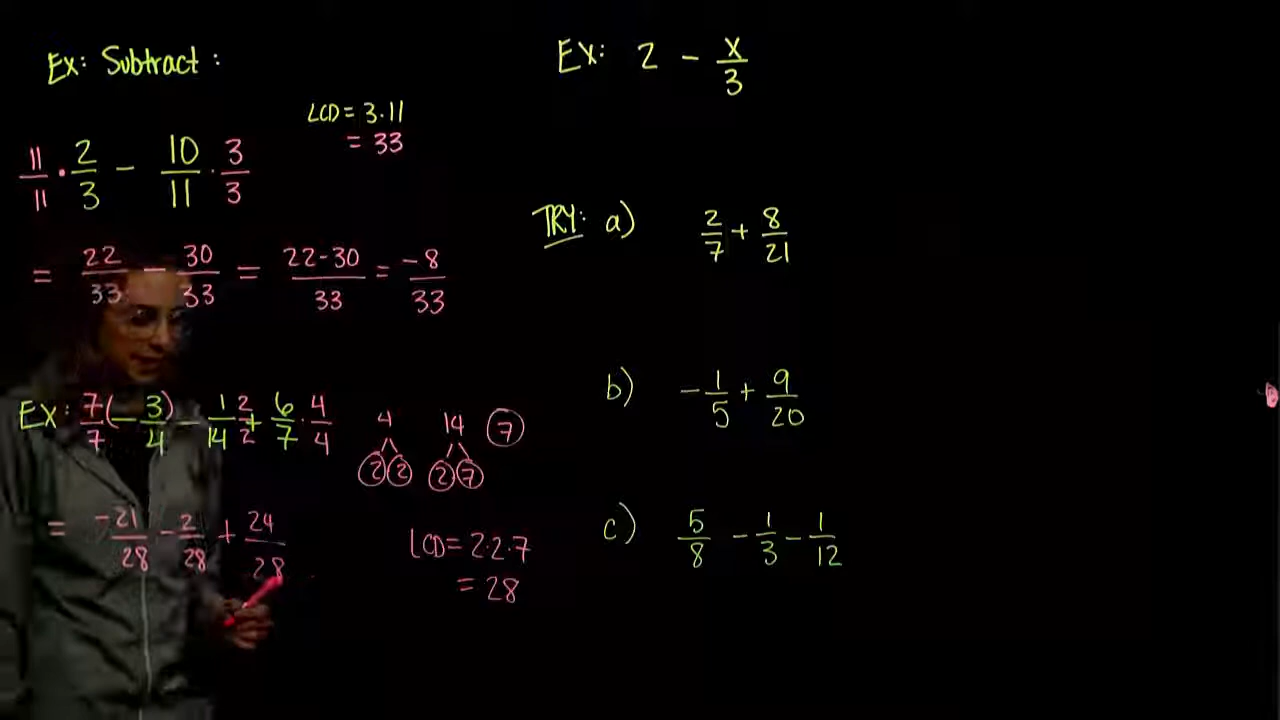 Ex: Subtract:
LCD = 3·11
= 33
11/11 · 2/3 - 10/11 · 3/3
= 22/33 - 30/33 = 22-30/33 = -8/33
Ex: 7/7(-3/4) - 1/14 2/2 + 6/7 · 4/4
4 14 7
2 2 2 7
= -21/28 - 2/28 + 24/28
LCD = 2·2·7
= 28
Ex: 2 - x/3
TRY: a) 2/7 + 8/21
b) -1/5 + 9/20
c) 5/8 - 1/3 - 1/12